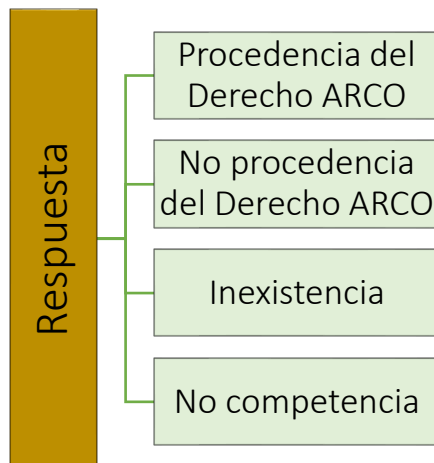 Respuesta
Procedencia del
Derecho ARCO
No procedencia
del Derecho ARCO
Inexistencia
No competencia